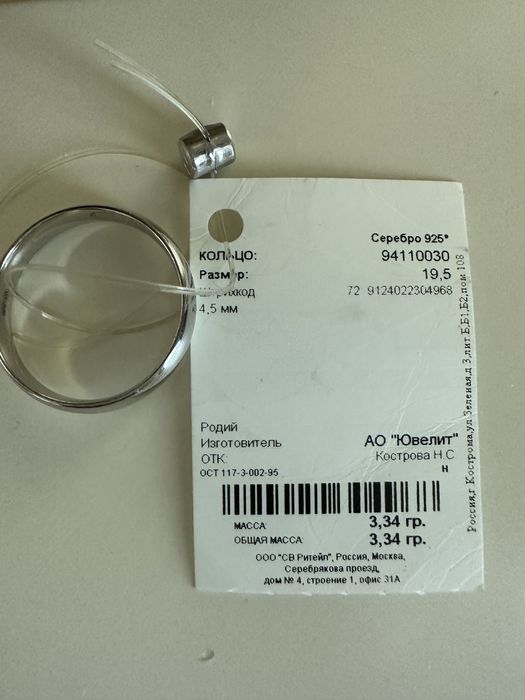 Серебро 925°
КОЛЬЦО: 94110030
Размер: 19,5
Штрихкод 72 9124022304968
4,5 мм
Родий
Изготовитель АО "Ювелит"
ОТК: Кострова Н.С
ОСТ 117-3-002-95 н
МАССА: 3,34 гр.
ОБЩАЯ МАССА: 3,34 гр.
ООО "СВ Ритейл", Россия, Москва,
Серебрякова проезд,
дом № 4, строение 1, офис 31А
Россия,г Кострома,ул Зеленая,д 3,лит.Б,Б1,Б2,пом 108